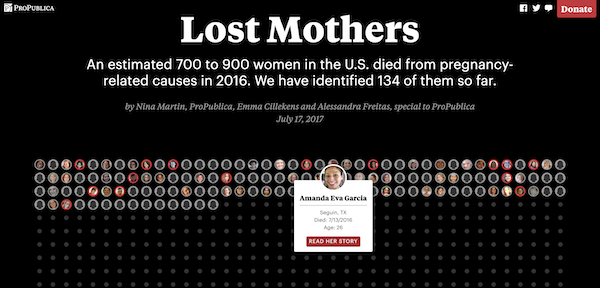 PROPUBLICA
Donate
Lost Mothers
An estimated 700 to 900 women in the U.S. died from pregnancy-
related causes in 2016. We have identified 134 of them so far.
by Nina Martin, ProPublica, Emma Cillekens and Alessandra Freitas, special to ProPublica
July 17, 2017
Amanda Eva Garcia
Seguin, TX
Died: 7/13/2016
Age: 26
READ HER STORY